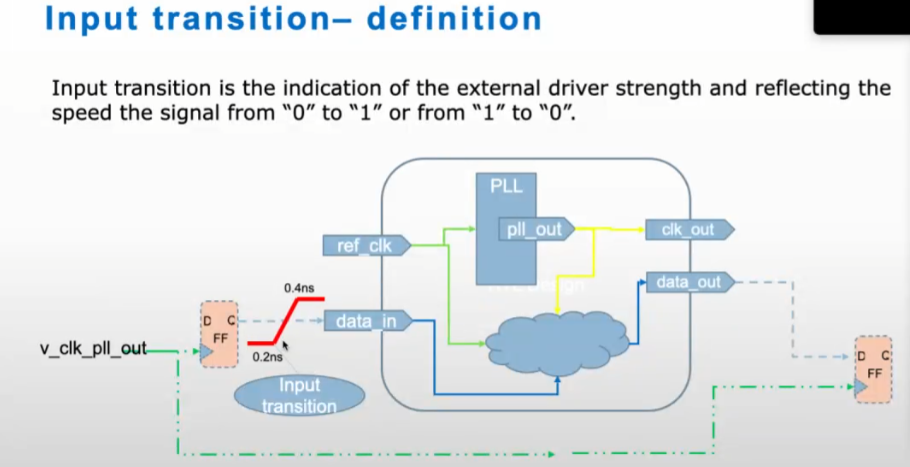 Input transition– definition
Input transition is the indication of the external driver strength and reflecting the
speed the signal from “0” to “1” or from “1” to “0”.
PLL
pll_out
clk_out
ref_clk
data_out
0.4ns
data_in
D C
FF
v_clk_pll_out
0.2ns
Input
transition
D C
FF